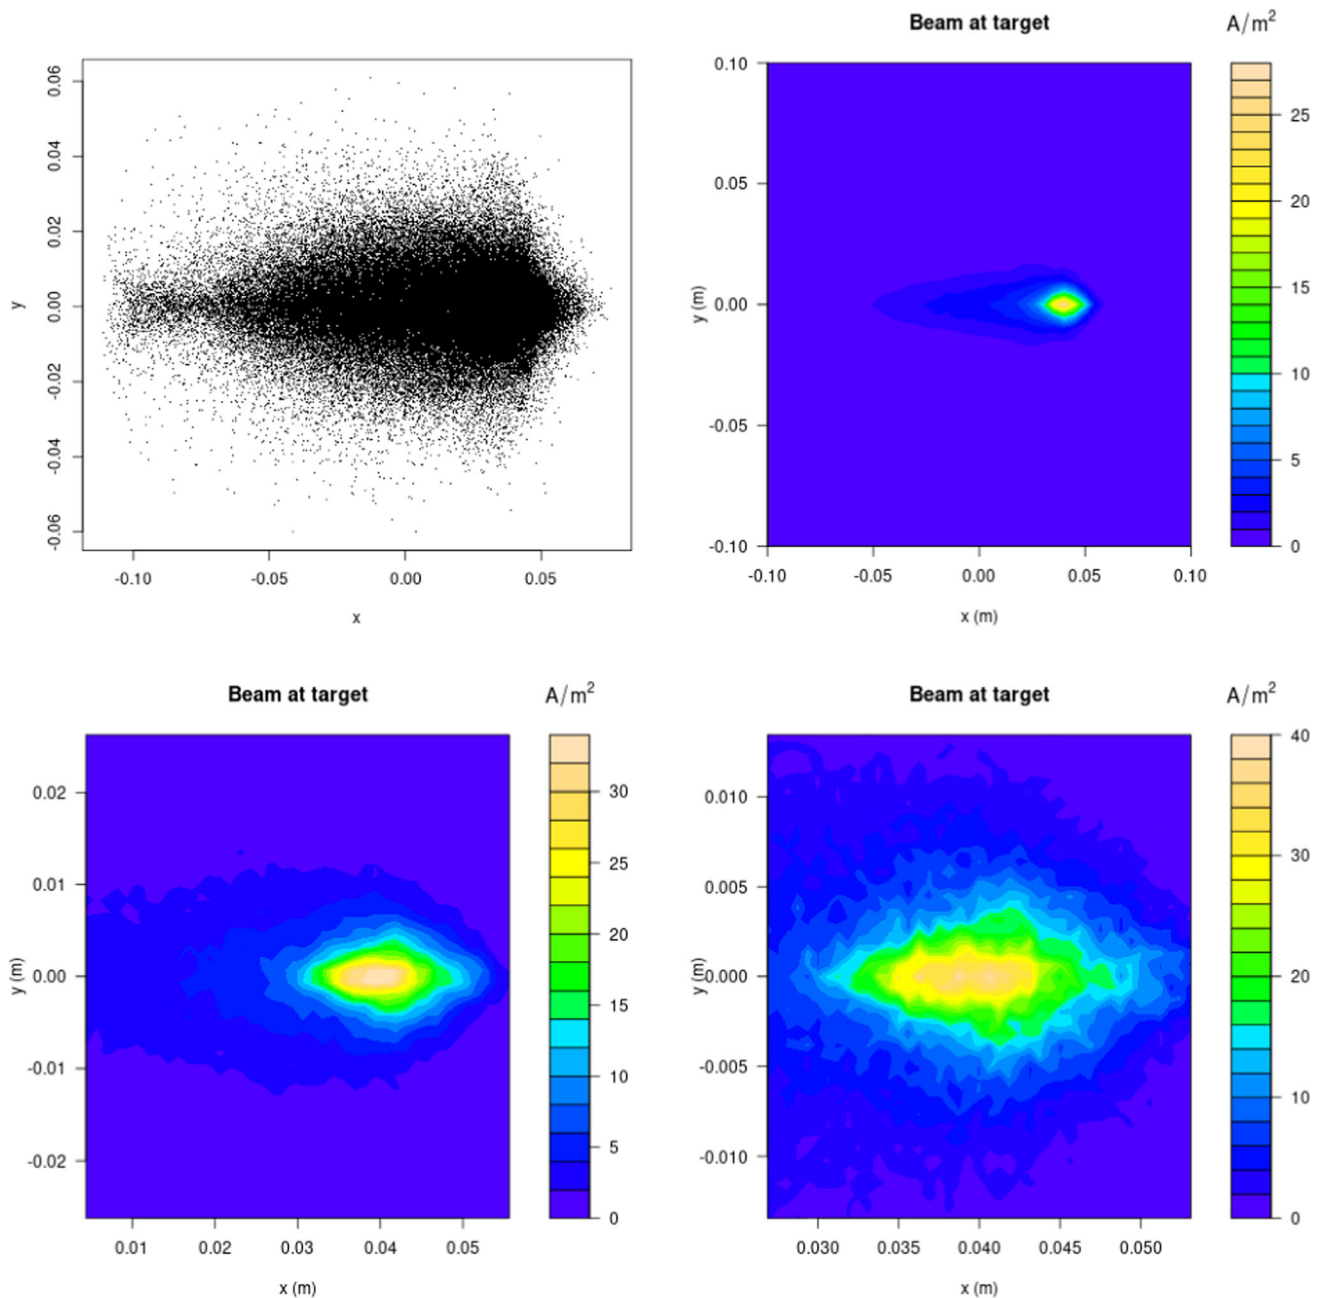 0.06
0.04
0.02
0.00
-0.02
-0.04
-0.06
y
-0.10 -0.05 0.00 0.05
x
Beam at target
A/m²
0.10
0.05
0.00
-0.05
-0.10
y (m)
-0.10 -0.05 0.00 0.05 0.10
x (m)
25
20
15
10
5
0
Beam at target
A/m²
0.02
0.01
0.00
-0.01
-0.02
y (m)
0.01 0.02 0.03 0.04 0.05
x (m)
30
25
20
15
10
5
0
Beam at target
A/m²
0.010
0.005
0.000
-0.005
-0.010
y (m)
0.030 0.035 0.040 0.045 0.050
x (m)
40
30
20
10
0